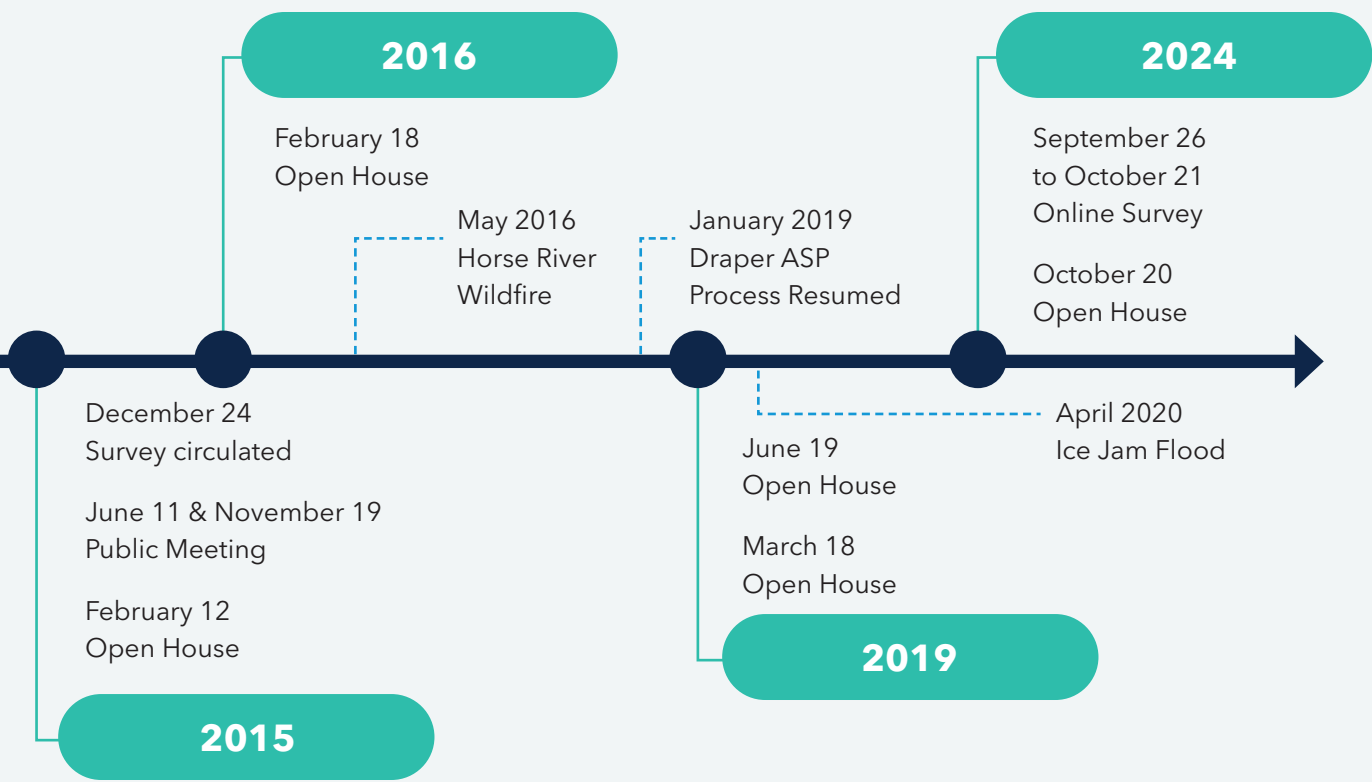 2016
February 18
Open House
May 2016
Horse River
Wildfire
January 2019
Draper ASP
Process Resumed
2024
September 26
to October 21
Online Survey
October 20
Open House
December 24
Survey circulated
June 11 & November 19
Public Meeting
February 12
Open House
2015
June 19
Open House
March 18
Open House
2019
April 2020
Ice Jam Flood